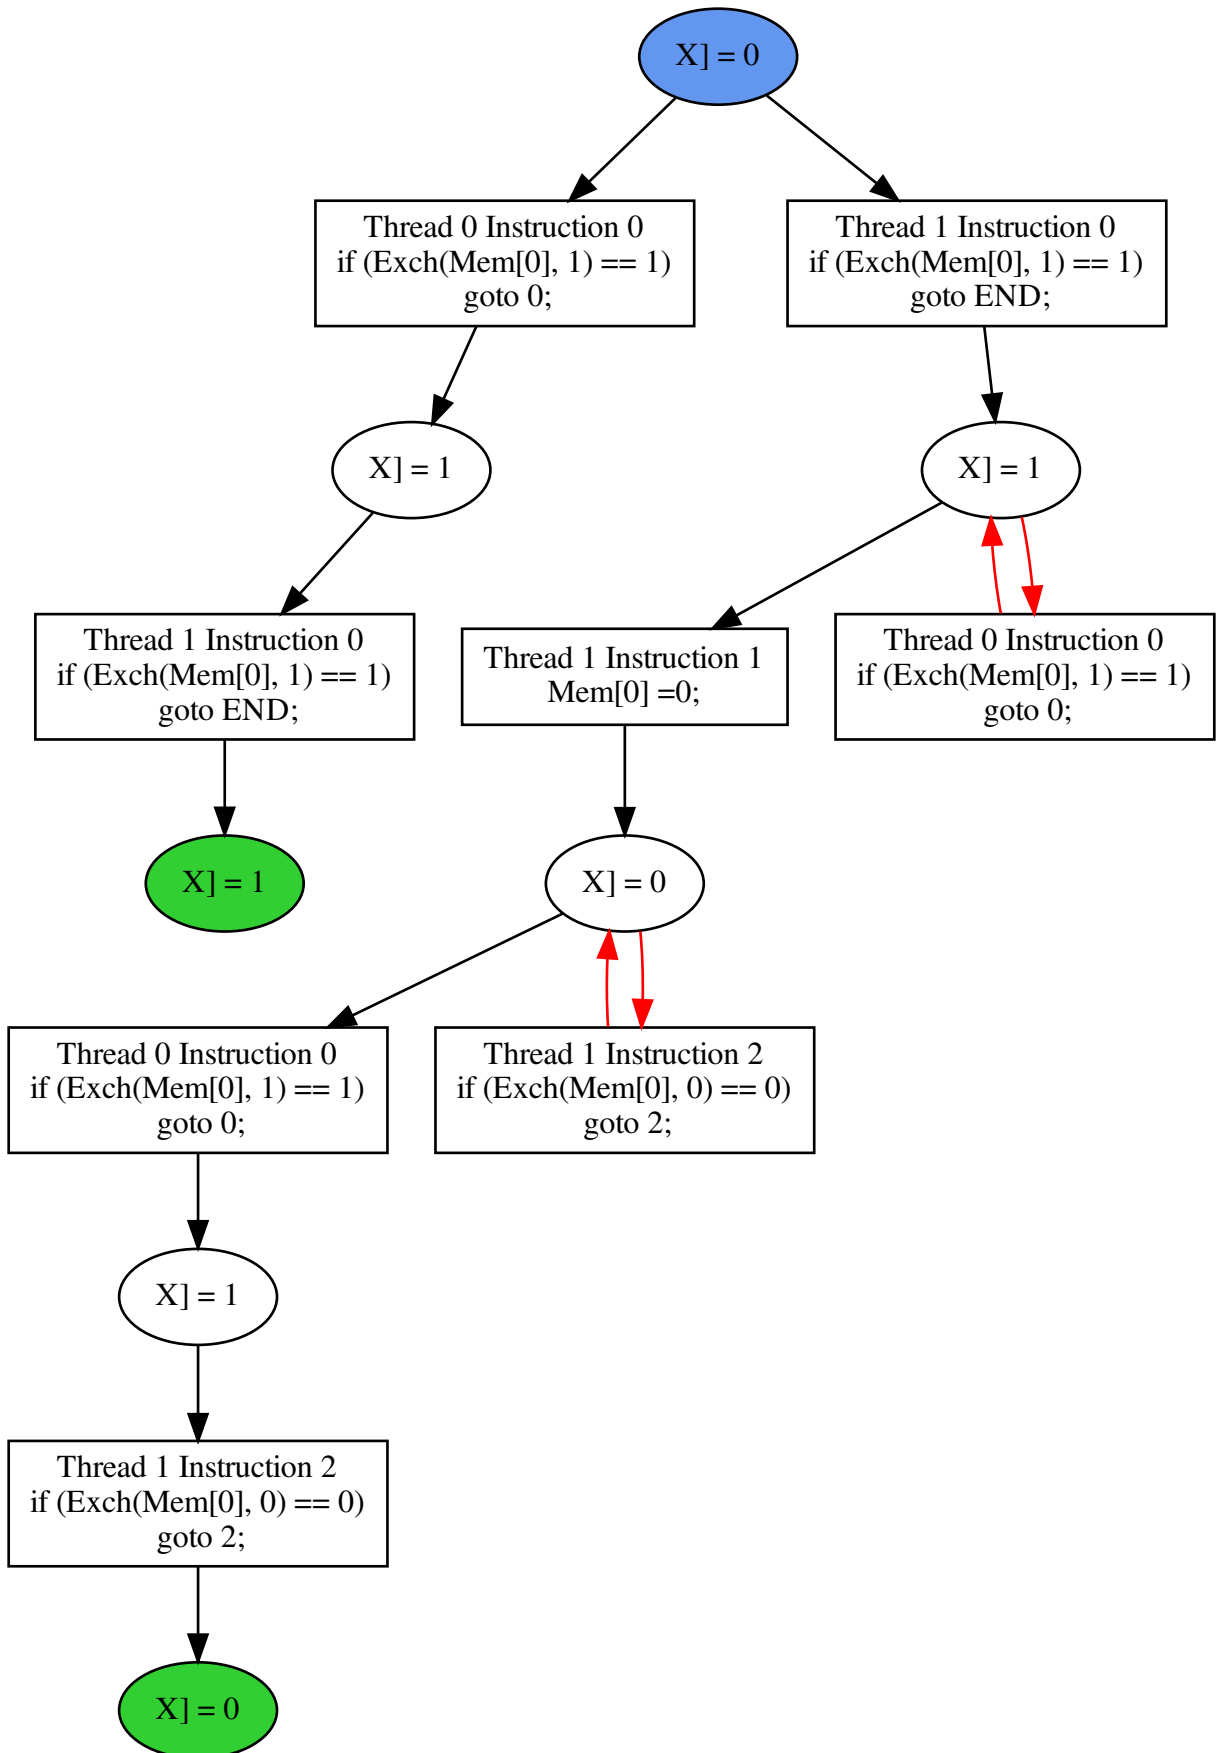 X] = 0
Thread 0 Instruction 0
if (Exch(Mem[0], 1) == 1)
goto 0;
Thread 1 Instruction 0
if (Exch(Mem[0], 1) == 1)
goto END;
X] = 1
X] = 1
Thread 1 Instruction 0
if (Exch(Mem[0], 1) == 1)
goto END;
Thread 1 Instruction 1
Mem[0] =0;
Thread 0 Instruction 0
if (Exch(Mem[0], 1) == 1)
goto 0;
X] = 1
X] = 0
Thread 0 Instruction 0
if (Exch(Mem[0], 1) == 1)
goto 0;
Thread 1 Instruction 2
if (Exch(Mem[0], 0) == 0)
goto 2;
X] = 1
Thread 1 Instruction 2
if (Exch(Mem[0], 0) == 0)
goto 2;
X] = 0